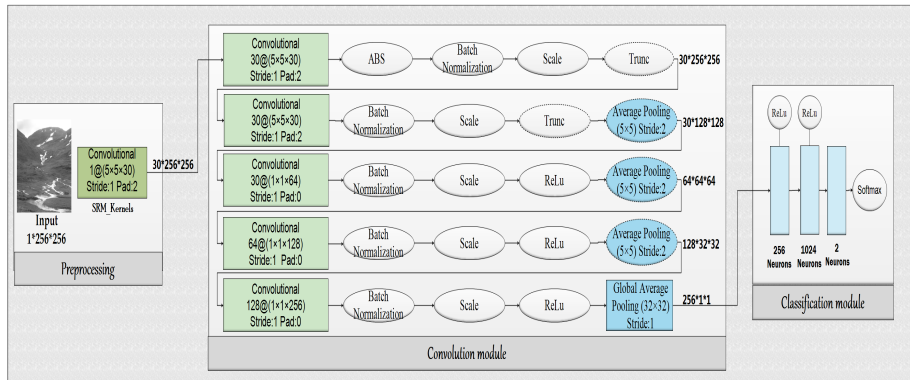 Input
1*256*256
Convolutional
1@(5×5×30)
Stride:1 Pad:2
SRM_Kernels
Preprocessing
30*256*256
Convolutional
30@(5×5×30)
Stride:1 Pad:2
ABS
Batch
Normalization
Scale
Trunc
30*256*256
Convolutional
30@(5×5×30)
Stride:1 Pad:2
Batch
Normalization
Scale
Trunc
Average Pooling
(5×5) Stride:2
30*128*128
Convolutional
30@(1×1×64)
Stride:1 Pad:0
Batch
Normalization
Scale
ReLu
Average Pooling
(5×5) Stride:2
64*64*64
Convolutional
64@(1×1×128)
Stride:1 Pad:0
Batch
Normalization
Scale
ReLu
Average Pooling
(5×5) Stride:2
128*32*32
Convolutional
128@(1×1×256)
Stride:1 Pad:0
Batch
Normalization
Scale
ReLu
Global Average
Pooling (32×32)
Stride:1
256*1*1
Convolution module
ReLu
ReLu
Softmax
256
Neurons
1024
Neurons
2
Neurons
Classification module